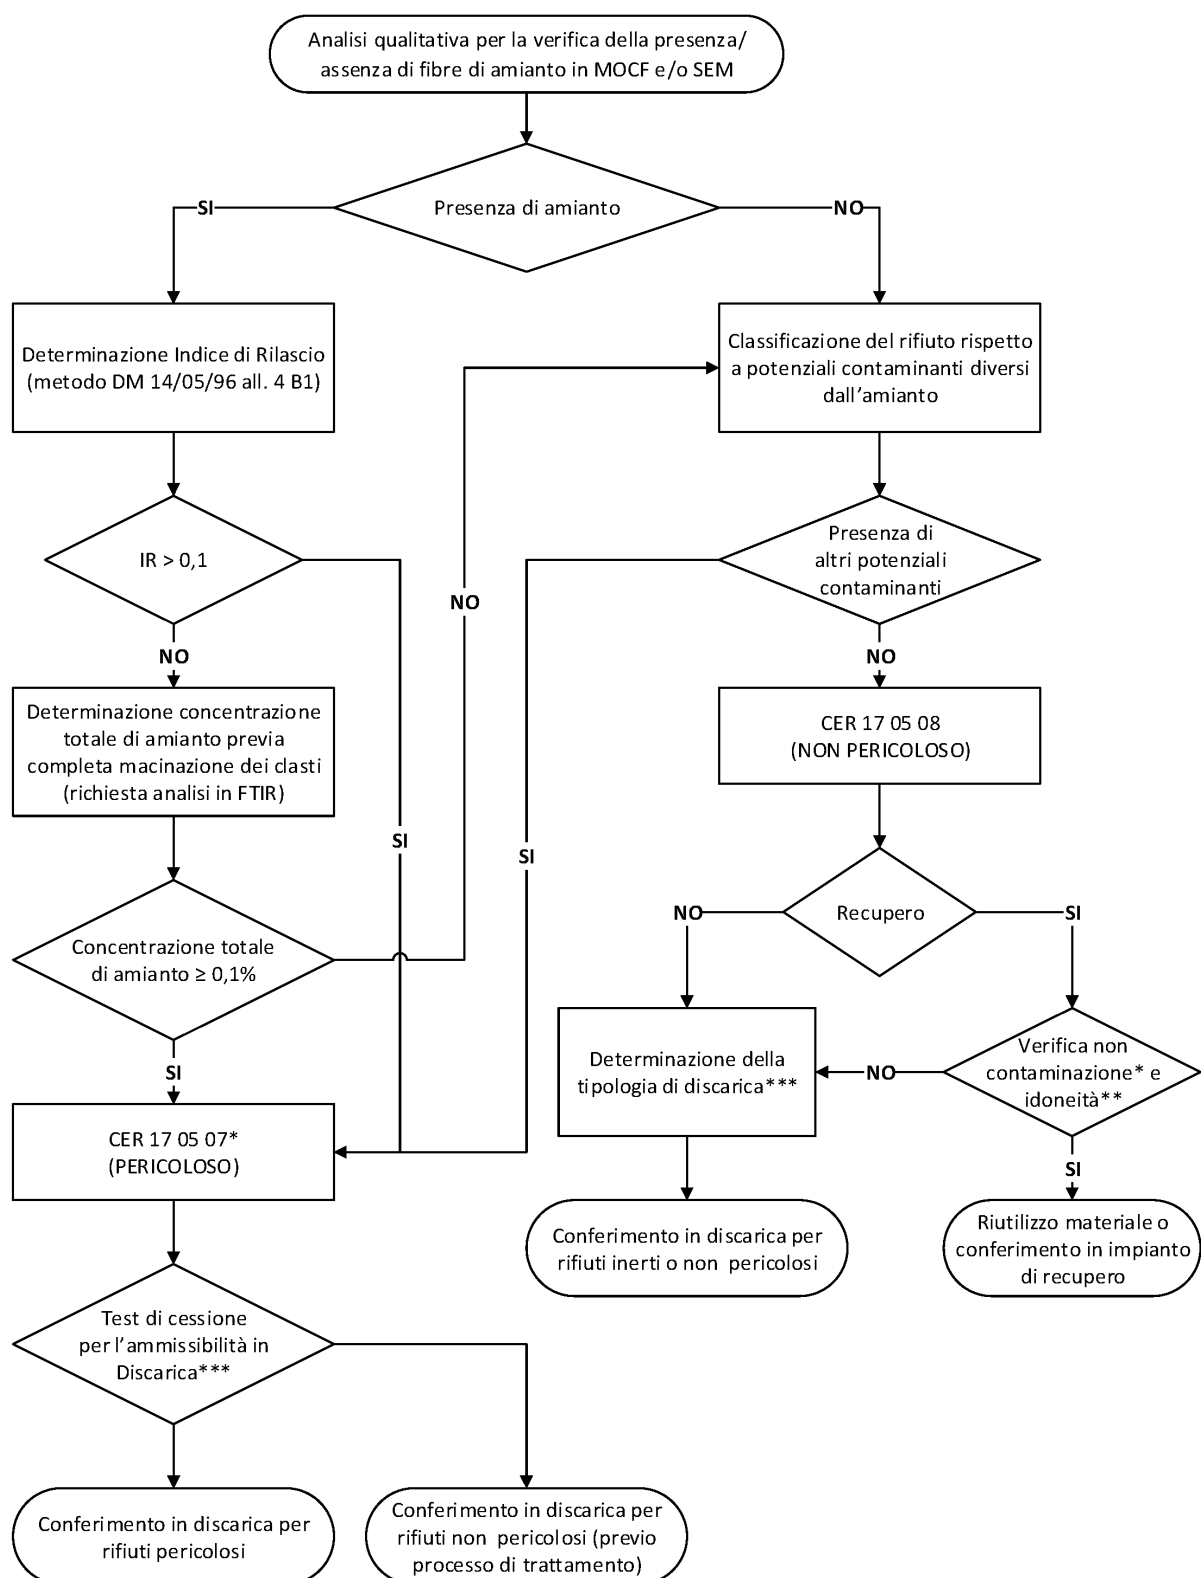 Analisi qualitativa per la verifica della presenza/
assenza di fibre di amianto in MOCF e/o SEM
Presenza di amianto
SI
NO
Determinazione Indice di Rilascio
(metodo DM 14/05/96 all. 4 B1)
Classificazione del rifiuto rispetto
a potenziali contaminanti diversi
dall'amianto
IR > 0,1
Presenza di
altri potenziali
contaminanti
NO
NO
NO
Determinazione concentrazione
totale di amianto previa
completa macinazione dei clasti
(richiesta analisi in FTIR)
CER 17 05 08
(NON PERICOLOSO)
SI
SI
Concentrazione totale
di amianto ≥ 0,1%
NO
Recupero
SI
SI
Determinazione della
tipologia di discarica***
NO
Verifica non
contaminazione* e
idoneità**
CER 17 05 07*
(PERICOLOSO)
SI
Conferimento in discarica per
rifiuti inerti o non pericolosi
Riutilizzo materiale o
conferimento in impianto
di recupero
Test di cessione
per l'ammissibilità in
Discarica***
Conferimento in discarica per
rifiuti pericolosi
Conferimento in discarica per
rifiuti non pericolosi (previo
processo di trattamento)